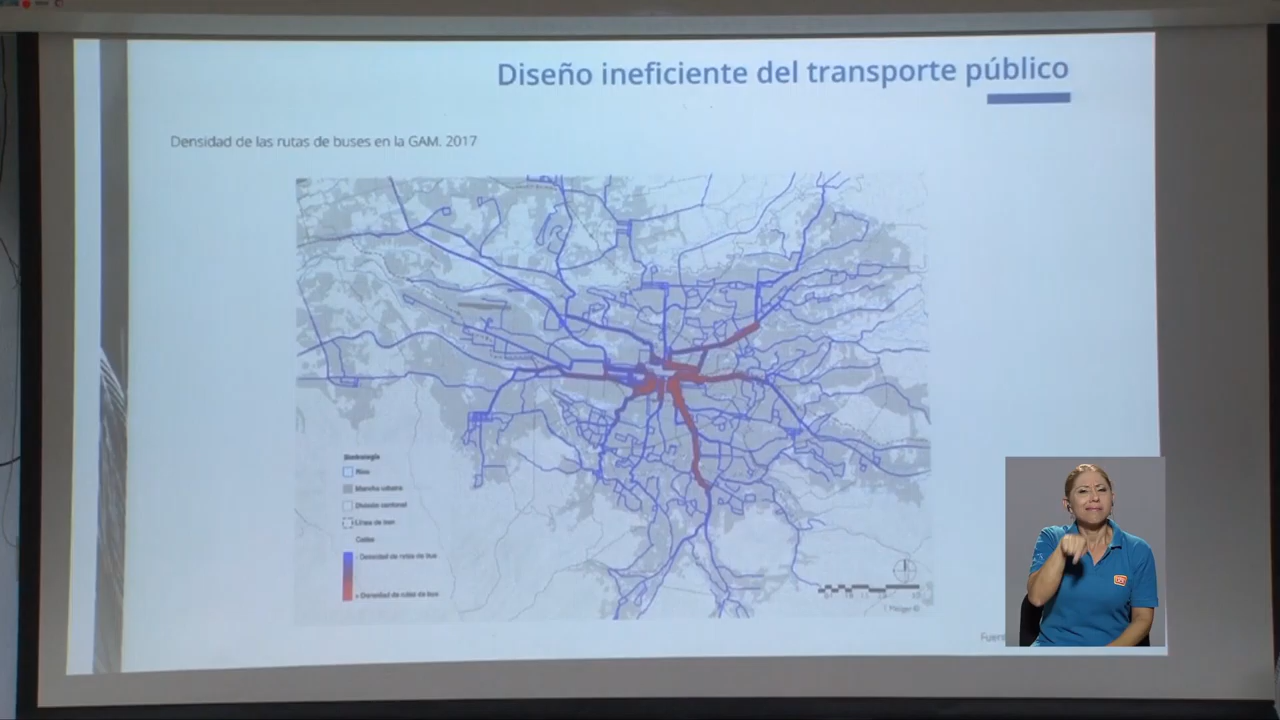 Diseño ineficiente del transporte público
Densidad de las rutas de buses en la GAM. 2017
Simbología
Ríos
Mancha urbana
División cantonal
Línea de tren
Calles
- Densidad de rutas de bus
+ Densidad de rutas de bus